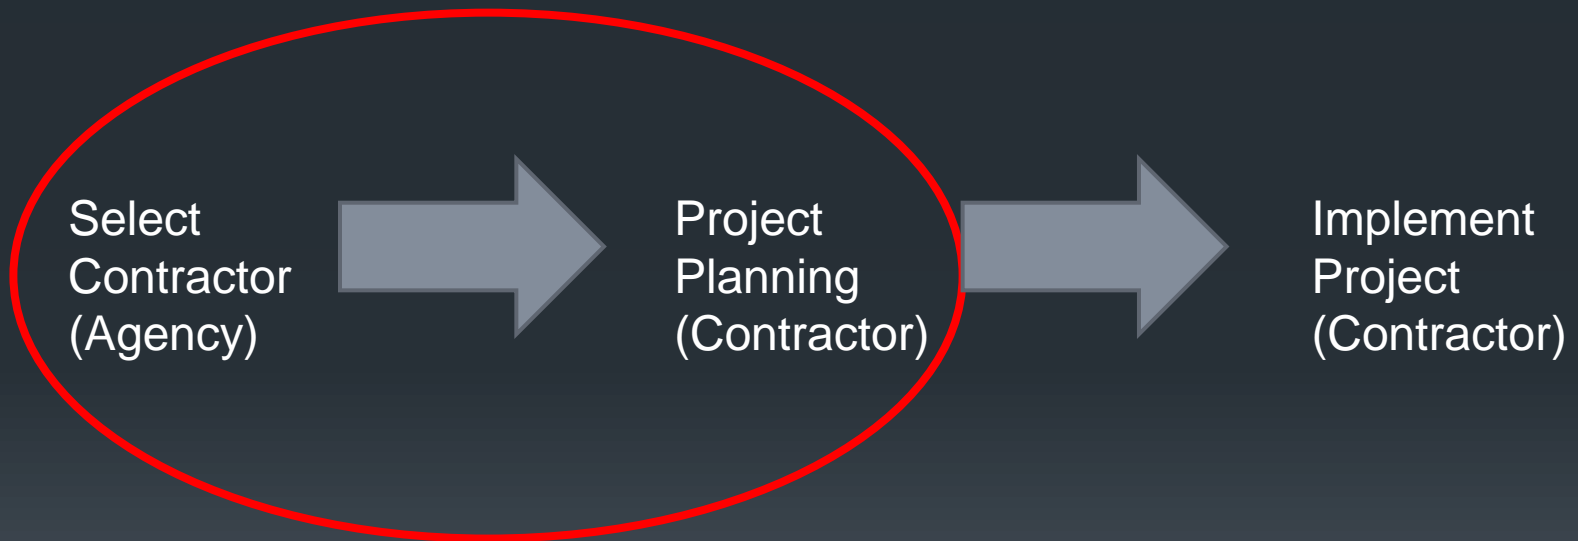 Select
Contractor
(Agency)
Project
Planning
(Contractor)
Implement
Project
(Contractor)